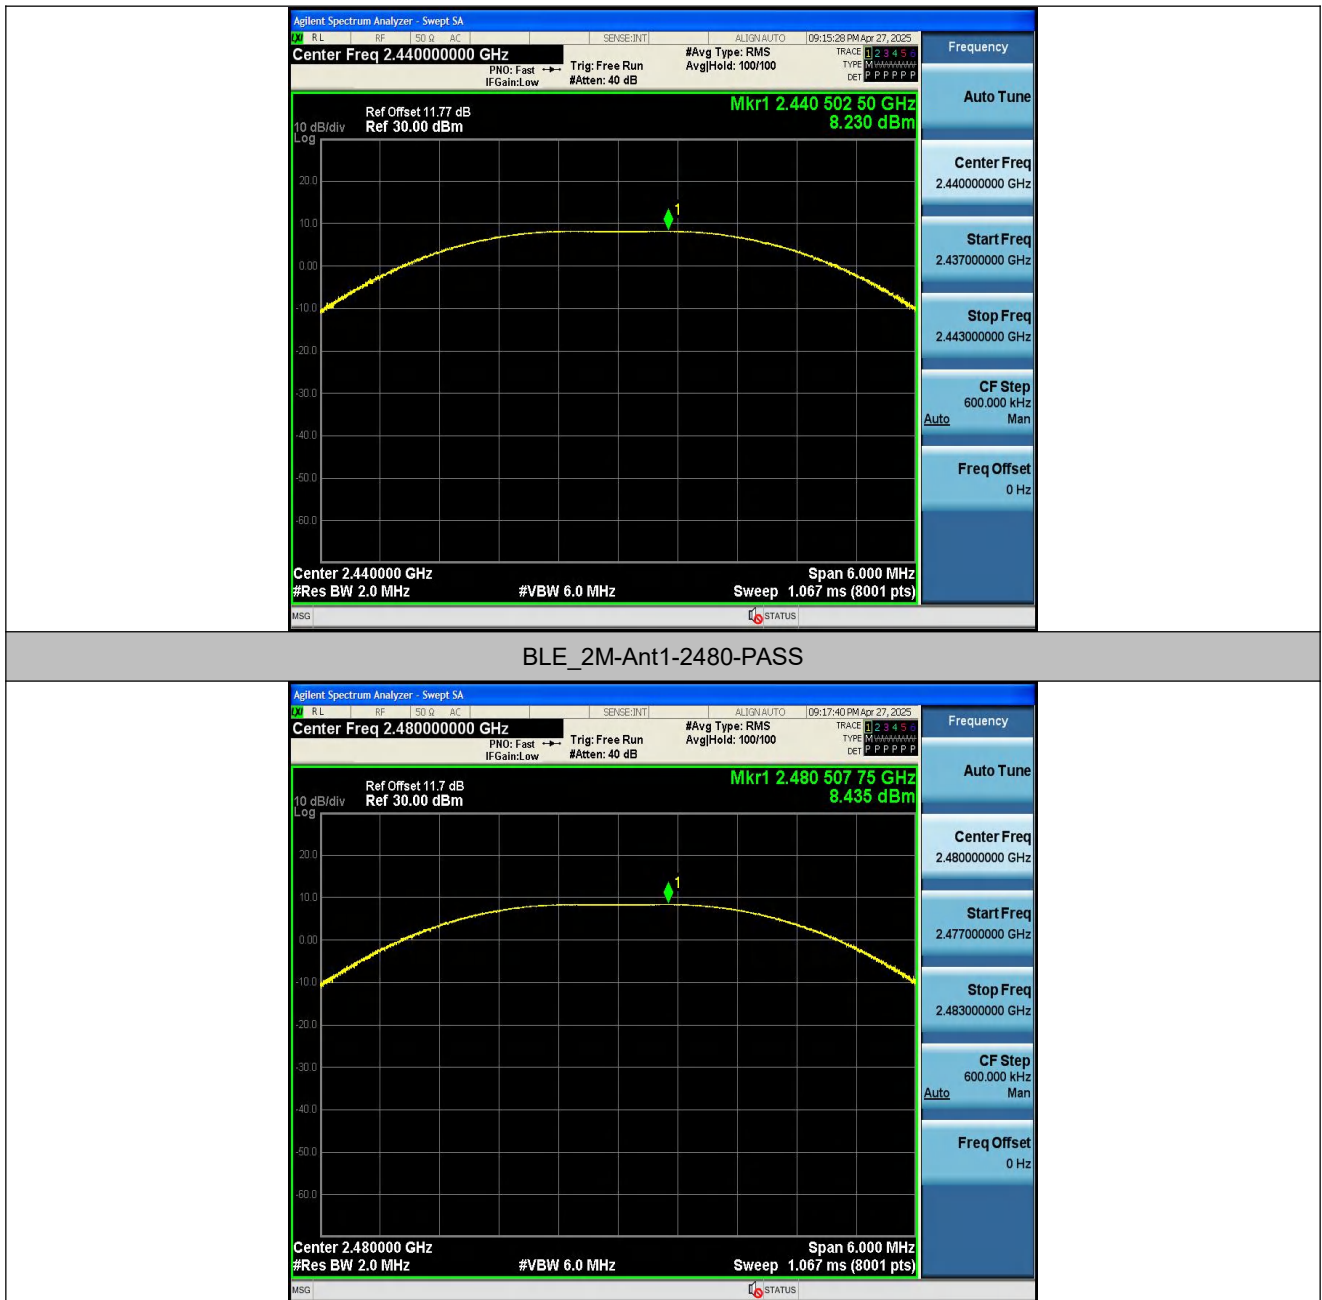 Agilent Spectrum Analyzer - Swept SA
LXI RL RF 50 Ω AC SENSE:INT ALIGN AUTO 09:15:28 PM Apr 27, 2025
Center Freq 2.440000000 GHz #Avg Type: RMS TRACE 1 2 3 4 5 6
PNO: Fast Trig: Free Run Avg|Hold: 100/100 TYPE M WWWWW
IFGain:Low #Atten: 40 dB DET P P P P P P
Frequency
Mkr1 2.440 502 50 GHz
8.230 dBm
Ref Offset 11.77 dB
10 dB/div Ref 30.00 dBm
Log
20.0
10.0
0.00
-10.0
-20.0
-30.0
-40.0
-50.0
-60.0
1
Center 2.440000 GHz Span 6.000 MHz
#Res BW 2.0 MHz #VBW 6.0 MHz Sweep 1.067 ms (8001 pts)
MSG STATUS
Auto Tune
Center Freq
2.440000000 GHz
Start Freq
2.437000000 GHz
Stop Freq
2.443000000 GHz
CF Step
600.000 kHz
Auto Man
Freq Offset
0 Hz
BLE_2M-Ant1-2480-PASS
Agilent Spectrum Analyzer - Swept SA
LXI RL RF 50 Ω AC SENSE:INT ALIGN AUTO 09:17:40 PM Apr 27, 2025
Center Freq 2.480000000 GHz #Avg Type: RMS TRACE 1 2 3 4 5 6
PNO: Fast Trig: Free Run Avg|Hold: 100/100 TYPE M WWWWW
IFGain:Low #Atten: 40 dB DET P P P P P P
Frequency
Mkr1 2.480 507 75 GHz
8.435 dBm
Ref Offset 11.7 dB
10 dB/div Ref 30.00 dBm
Log
20.0
10.0
0.00
-10.0
-20.0
-30.0
-40.0
-50.0
-60.0
1
Center 2.480000 GHz Span 6.000 MHz
#Res BW 2.0 MHz #VBW 6.0 MHz Sweep 1.067 ms (8001 pts)
MSG STATUS
Auto Tune
Center Freq
2.480000000 GHz
Start Freq
2.477000000 GHz
Stop Freq
2.483000000 GHz
CF Step
600.000 kHz
Auto Man
Freq Offset
0 Hz